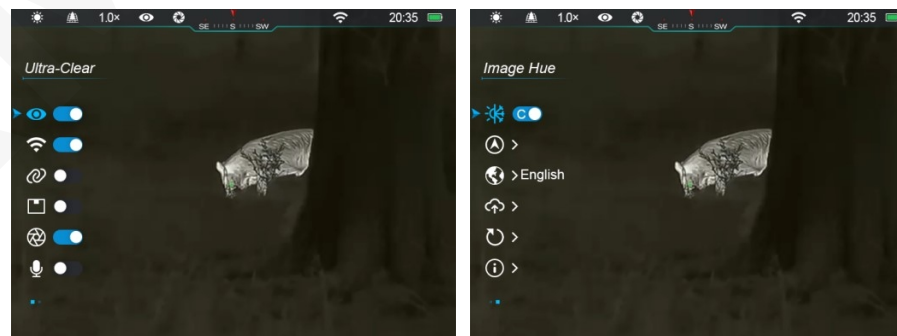 1.0×
20:35
SE S SW
Ultra-Clear
1.0×
20:35
SE S SW
Image Hue
C
English